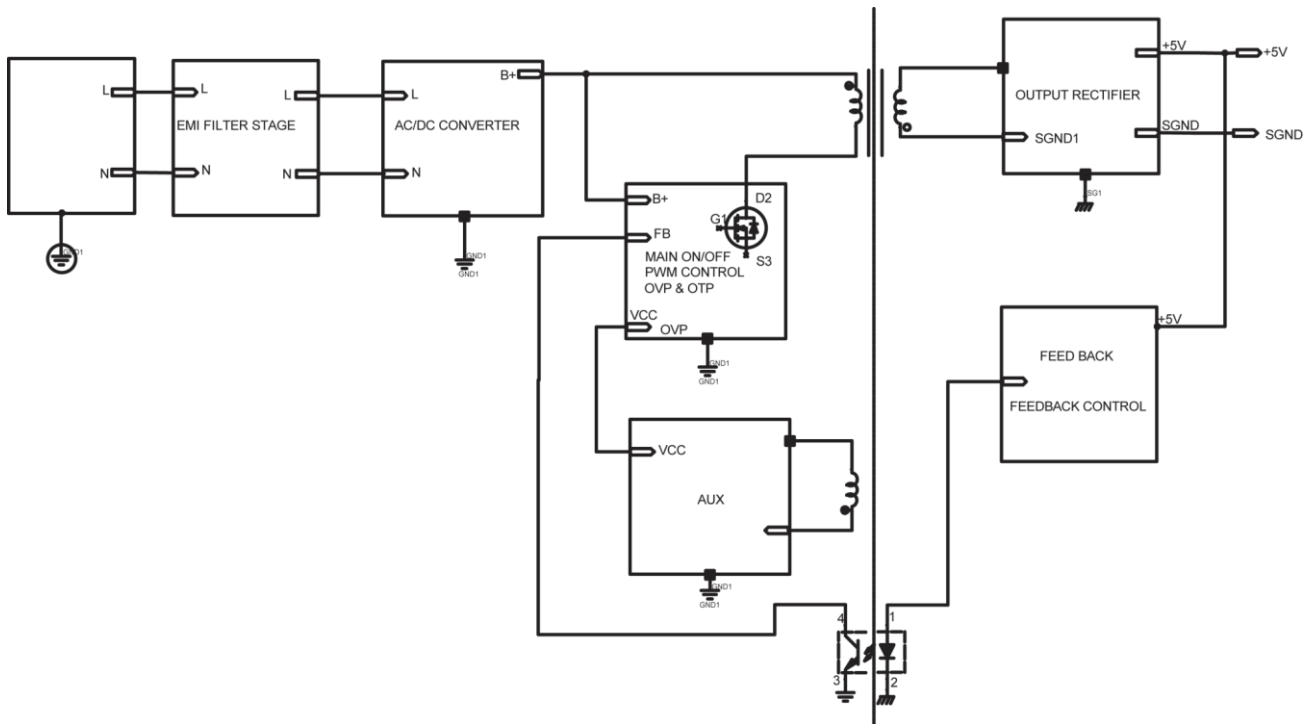 L
N
GND1
L
N
EMI FILTER STAGE
L
N
L
N
AC/DC CONVERTER
B+
GND1
GND1
B+
FB
D2
G1
S3
MAIN ON/OFF
PWM CONTROL
OVP & OTP
VCC
OVP
GND1
GND1
VCC
AUX
GND1
GND1
4
3
1
2
OUTPUT RECTIFIER
+5V
+5V
SGND1
SGND
SGND
SG1
+5V
FEED BACK
FEEDBACK CONTROL